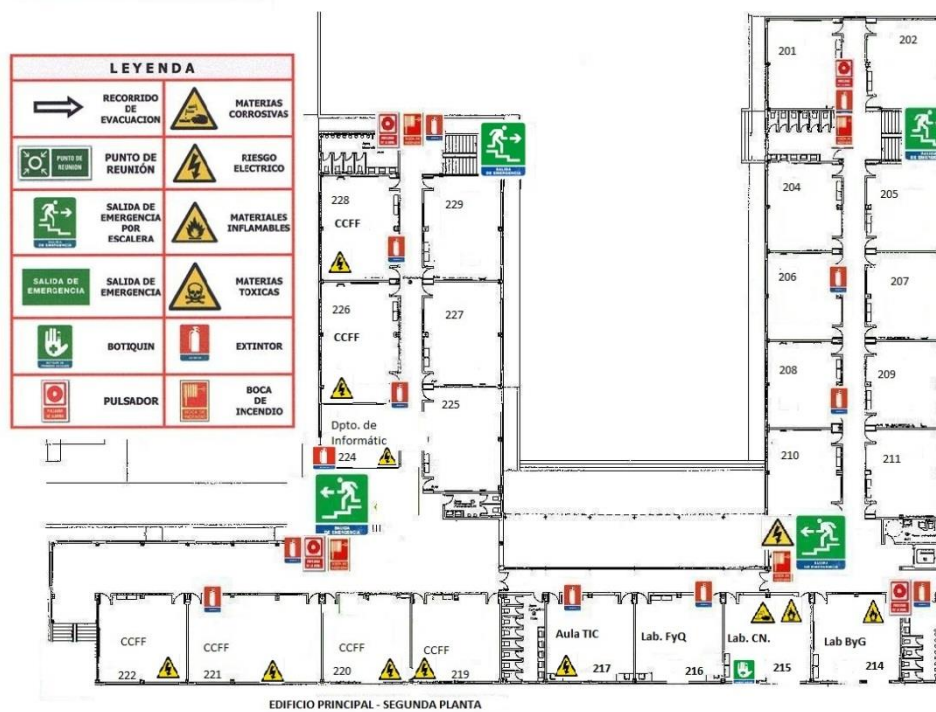 LEYENDA
RECORRIDO
DE
EVACUACION
MATERIAS
CORROSIVAS
PUNTO DE
REUNIÓN
PUNTO DE
REUNIÓN
RIESGO
ELECTRICO
SALIDA DE
EMERGENCIA
POR
ESCALERA
MATERIALES
INFLAMABLES
SALIDA DE
EMERGENCIA
SALIDA DE
EMERGENCIA
MATERIAS
TOXICAS
BOTIQUIN
EXTINTOR
PULSADOR
BOCA
DE
INCENDIO
201
202
204
205
206
207
208
209
210
211
228
CCFF
229
226
CCFF
227
225
Dpto. de
Informátic
224
SALIDA
DE EMERGENCIA
CCFF
222
CCFF
221
CCFF
220
CCFF
219
Aula TIC
217
Lab. FyQ
216
Lab. CN.
215
Lab ByG
214
EDIFICIO PRINCIPAL - SEGUNDA PLANTA